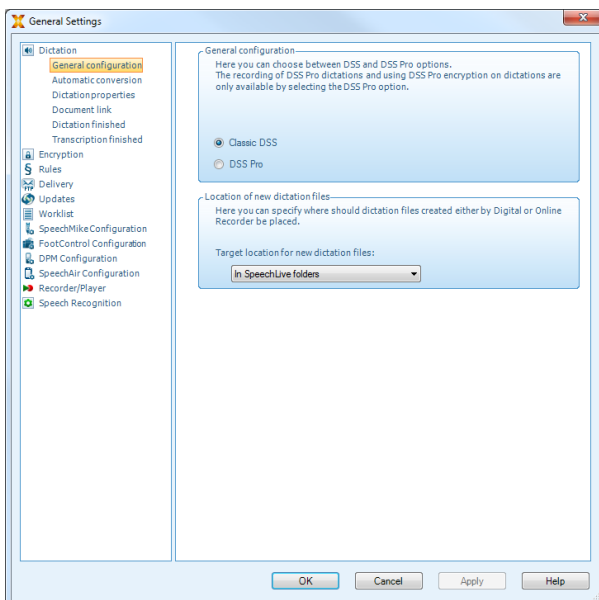 General Settings
Dictation
General configuration
Automatic conversion
Dictation properties
Document link
Dictation finished
Transcription finished
Encryption
Rules
Delivery
Updates
Worklist
SpeechMike Configuration
FootControl Configuration
DPM Configuration
SpeechAir Configuration
Recorder/Player
Speech Recognition
General configuration
Here you can choose between DSS and DSS Pro options.
The recording of DSS Pro dictations and using DSS Pro encryption on dictations are
only available by selecting the DSS Pro option.
Classic DSS
DSS Pro
Location of new dictation files
Here you can specify where should dictation files created either by Digital or Online
Recorder be placed.
Target location for new dictation files:
In SpeechLive folders
OK Cancel Apply Help